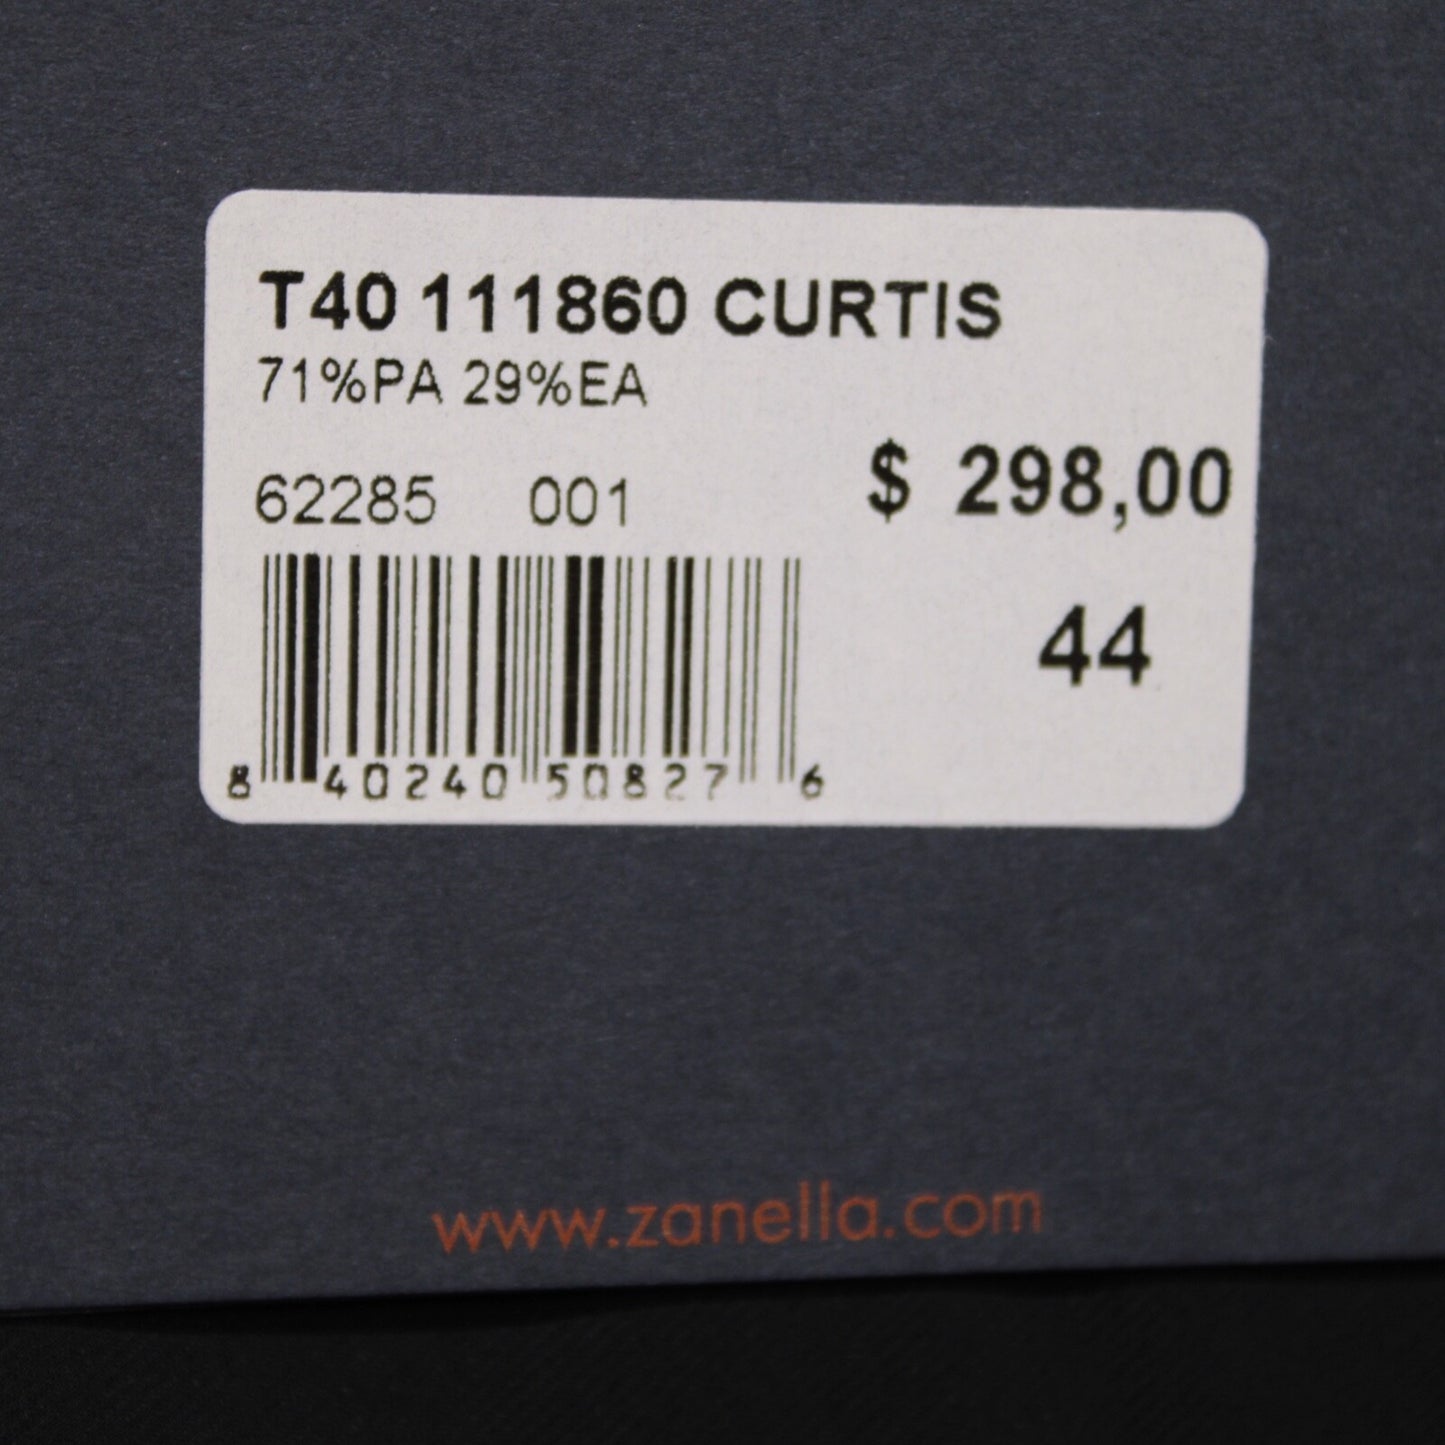 T40 111860 CURTIS
71%PA 29%EA
62285 001
$ 298,00
44
8 40240 50827 6
www.zanella.com